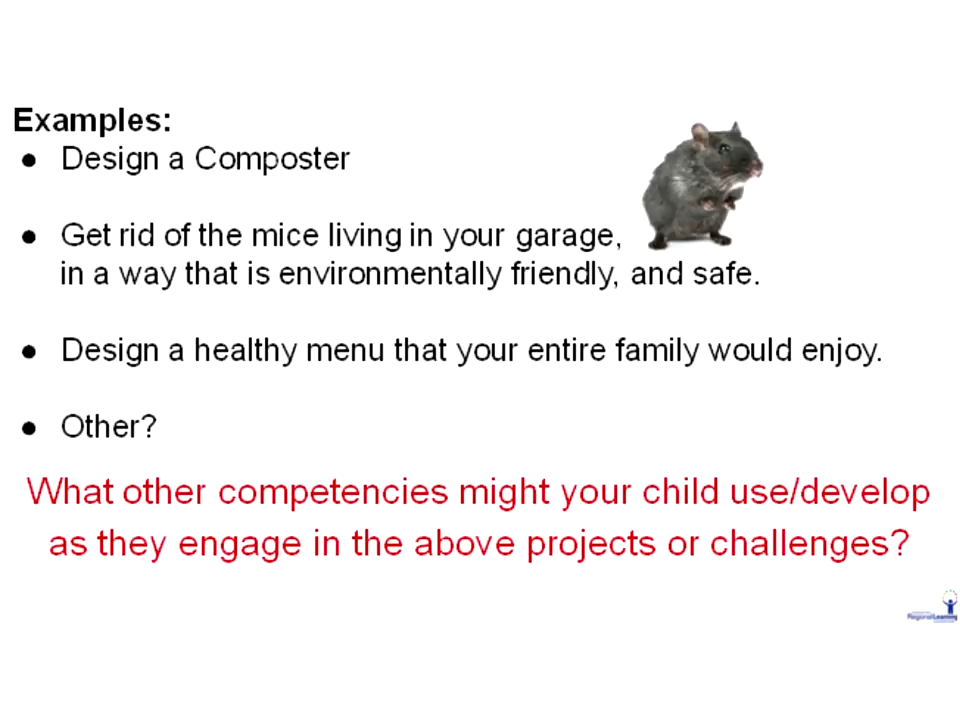 Examples:
● Design a Composter
● Get rid of the mice living in your garage,
in a way that is environmentally friendly, and safe.
● Design a healthy menu that your entire family would enjoy.
● Other?
What other competencies might your child use/develop
as they engage in the above projects or challenges?
Regional Learning